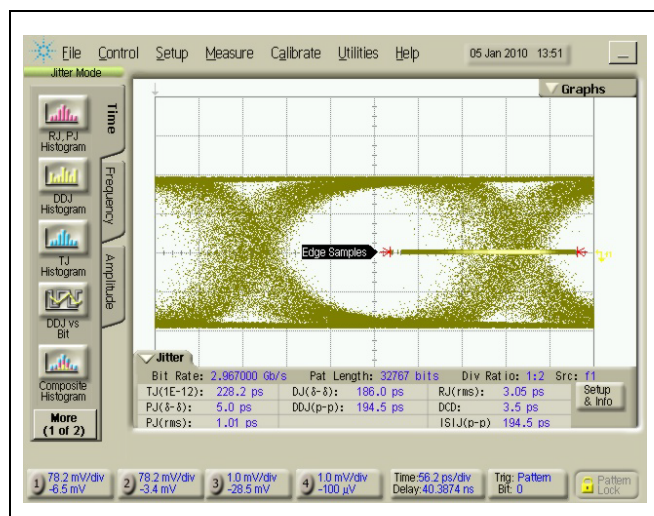 File Control Setup Measure Calibrate Utilities Help 05 Jan 2010 13:51
Jitter Mode
Graphs
RJ, PJ
Histogram
DDJ
Histogram
TJ
Histogram
DDJ vs
Bit
Composite
Histogram
More
(1 of 2)
Time
Frequency
Amplitude
Edge Samples
Jitter
Bit Rate: 2.967000 Gb/s Pat Length: 32767 bits Div Ratio: 1:2 Src: f1
TJ(1E-12): 228.2 ps DJ(δ-δ): 186.0 ps RJ(rms): 3.05 ps
PJ(δ-δ): 5.0 ps DDJ(p-p): 194.5 ps DCD: 3.5 ps
PJ(rms): 1.01 ps ISIJ(p-p) 194.5 ps
Setup
& Info
1 78.2 mV/div
-6.5 mV
2 78.2 mV/div
-3.4 mV
3 1.0 mV/div
-28.5 mV
4 1.0 mV/div
-100 µV
Time:56.2 ps/div
Delay:40.3874 ns
Trig: Pattern
Bit: 0
Pattern
Lock